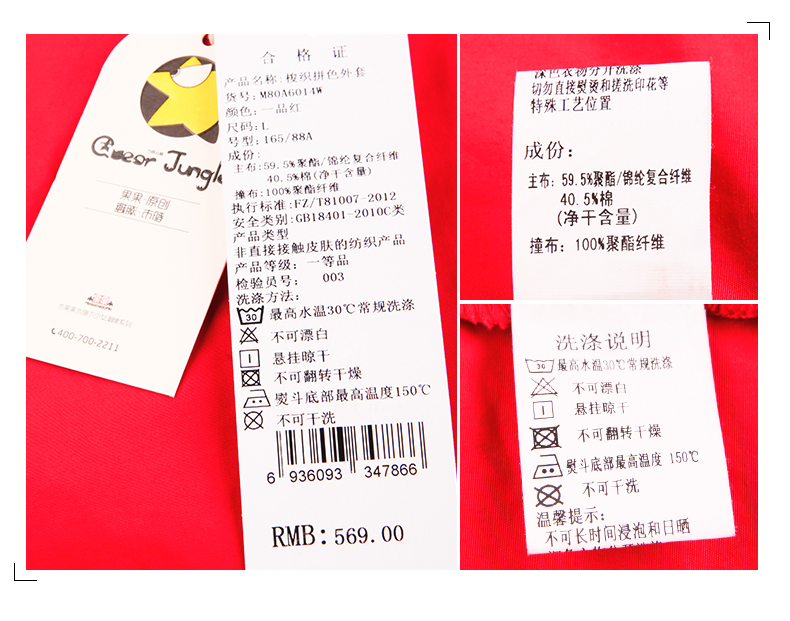 Jungle
果果 原创
400-700-2211
合 格 证
产品名称:梭织拼色外套
货号:M80A6014W
颜色:一品红
尺码:L
号型:165/88A
成份:
主布:59.5%聚酯/锦纶复合纤维
40.5%棉(净干含量)
撞布:100%聚酯纤维
执行标准:FZ/T81007-2012
安全类别:GB18401-2010C类
产品类型
非直接接触皮肤的纺织产品
产品等级: 一等品
检验员号: 003
洗涤方法:
30 最高水温30℃常规洗涤
不可漂白
悬挂晾干
不可翻转干燥
熨斗底部最高温度150℃
不可干洗
6 936093 347866
RMB:569.00
深色衣物分开洗涤
切勿直接熨烫和搓洗印花等
特殊工艺位置
成份:
主布:59.5%聚酯/锦纶复合纤维
40.5%棉
(净干含量)
撞布:100%聚酯纤维
洗涤说明
30 最高水温30℃常规洗涤
不可漂白
悬挂晾干
不可翻转干燥
熨斗底部最高温度 150℃
不可干洗
温馨提示:
不可长时间浸泡和日晒